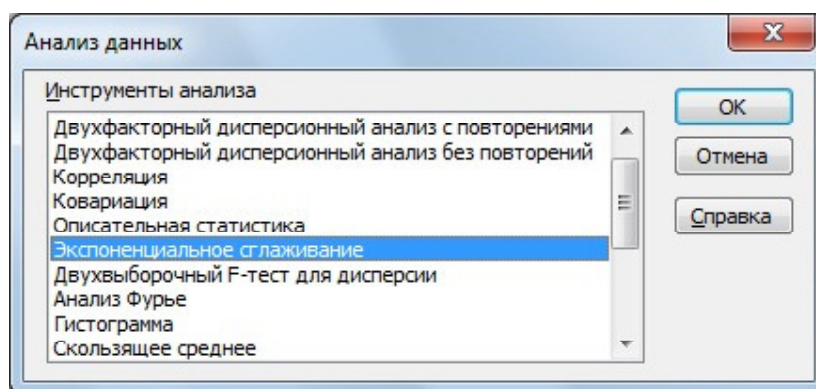 Анализ данных
Инструменты анализа
Двухфакторный дисперсионный анализ с повторениями
Двухфакторный дисперсионный анализ без повторений
Корреляция
Ковариация
Описательная статистика
Экспоненциальное сглаживание
Двухвыборочный F-тест для дисперсии
Анализ Фурье
Гистограмма
Скользящее среднее
ОК
Отмена
Справка